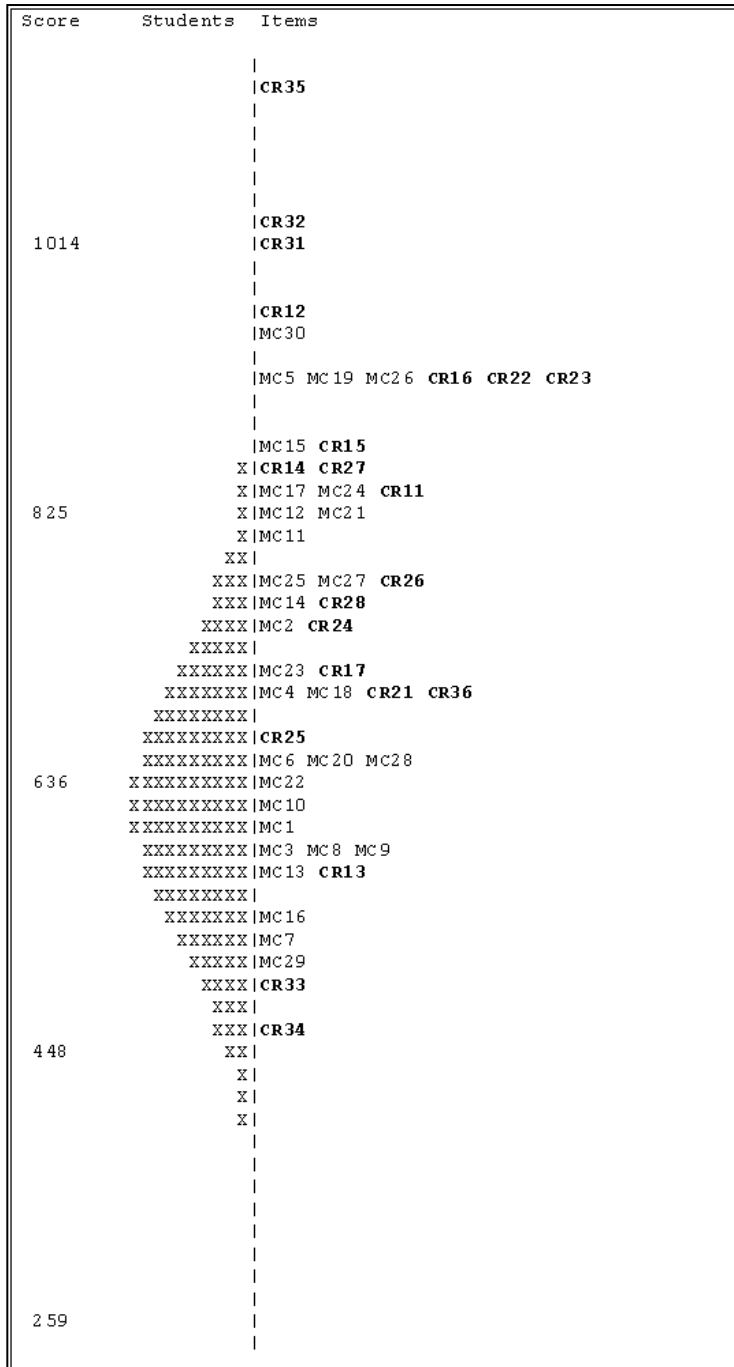 Score Students Items
|
|CR35
|
|
|
|
|
|CR32
1014 |CR31
|
|
|CR12
|MC30
|
|MC5 MC19 MC26 CR16 CR22 CR23
|
|
|MC15 CR15
X|CR14 CR27
X|MC17 MC24 CR11
825 X|MC12 MC21
X|MC11
XX|
XXX|MC25 MC27 CR26
XXX|MC14 CR28
XXXX|MC2 CR24
XXXXX|
XXXXXX|MC23 CR17
XXXXXXX|MC4 MC18 CR21 CR36
XXXXXXXX|
XXXXXXXXX|CR25
XXXXXXXXX|MC6 MC20 MC28
636 XXXXXXXXXX|MC22
XXXXXXXXXX|MC10
XXXXXXXXXX|MC1
XXXXXXXXX|MC3 MC8 MC9
XXXXXXXXX|MC13 CR13
XXXXXXXX|
XXXXXXX|MC16
XXXXXX|MC7
XXXXX|MC29
XXXX|CR33
XXX|
XXX|CR34
448 XX|
X|
X|
X|
|
|
|
|
|
|
|
|
259 |
|